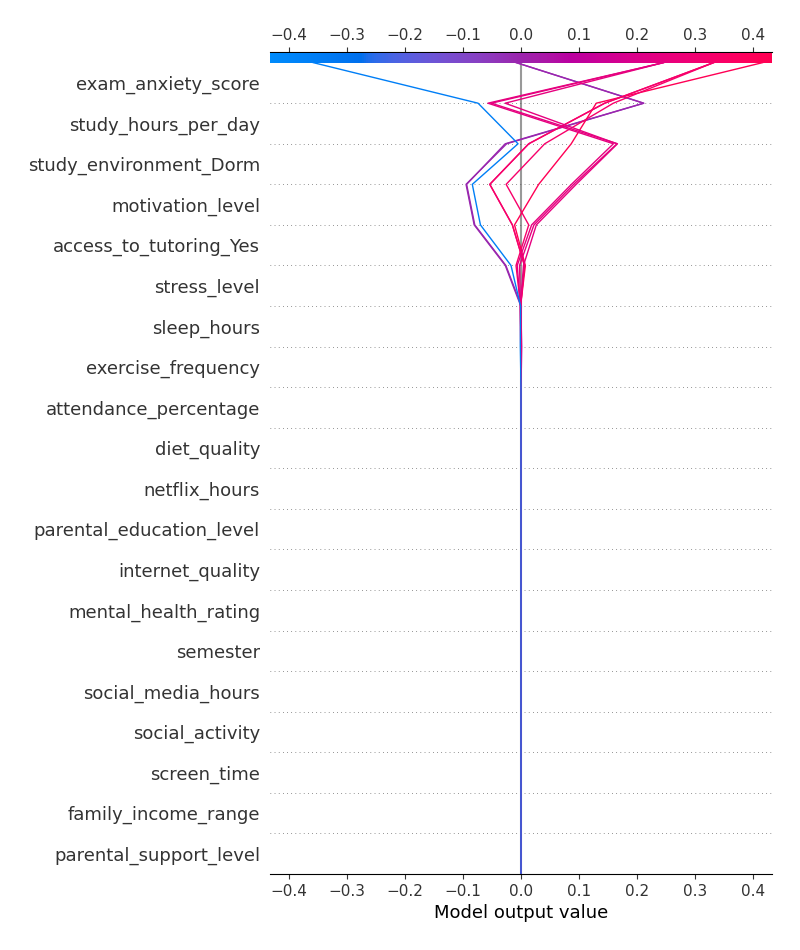 −0.4 −0.3 −0.2 −0.1 0.0 0.1 0.2 0.3 0.4
exam_anxiety_score
study_hours_per_day
study_environment_Dorm
motivation_level
access_to_tutoring_Yes
stress_level
sleep_hours
exercise_frequency
attendance_percentage
diet_quality
netflix_hours
parental_education_level
internet_quality
mental_health_rating
semester
social_media_hours
social_activity
screen_time
family_income_range
parental_support_level
−0.4 −0.3 −0.2 −0.1 0.0 0.1 0.2 0.3 0.4
Model output value